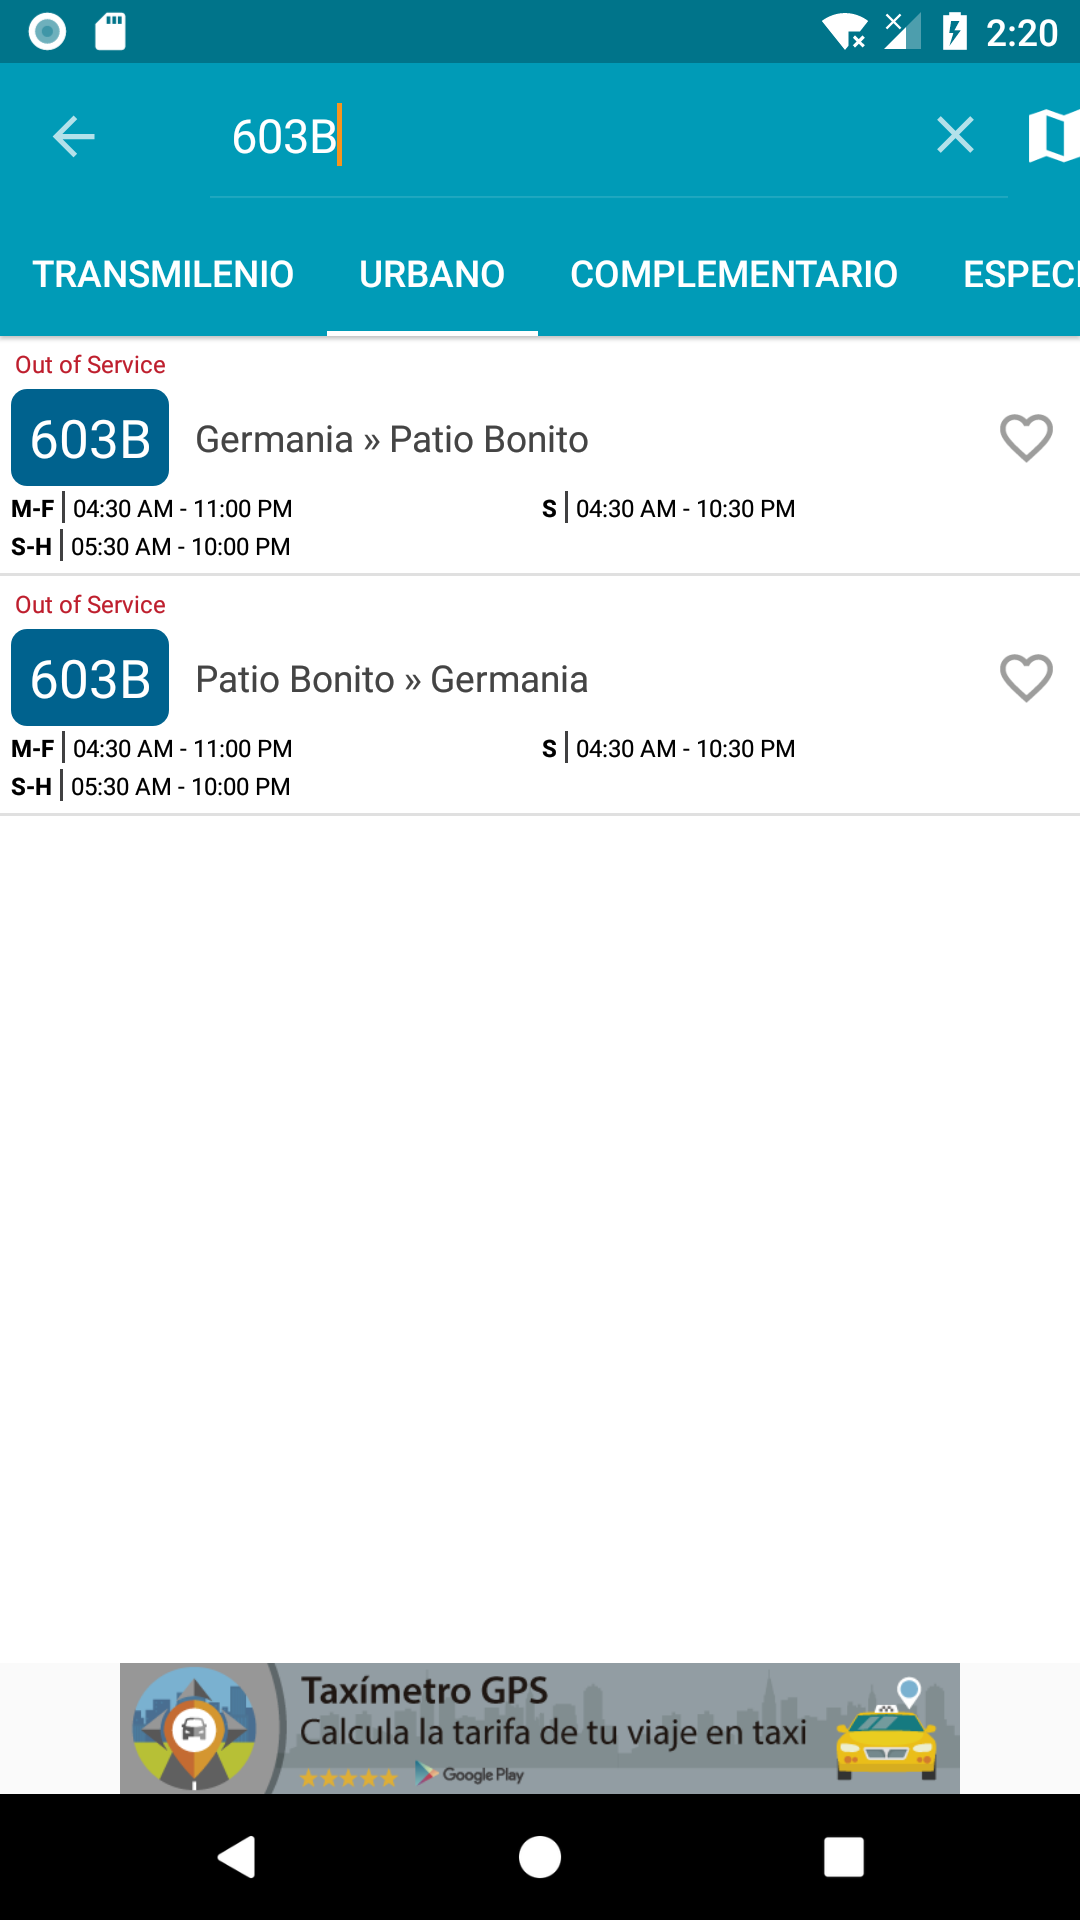 2:20
603B
TRANSMILENIO URBANO COMPLEMENTARIO ESPECI
Out of Service
603B Germania » Patio Bonito
M-F 04:30 AM - 11:00 PM S 04:30 AM - 10:30 PM
S-H 05:30 AM - 10:00 PM
Out of Service
603B Patio Bonito » Germania
M-F 04:30 AM - 11:00 PM S 04:30 AM - 10:30 PM
S-H 05:30 AM - 10:00 PM
Taxímetro GPS
Calcula la tarifa de tu viaje en taxi
Google Play